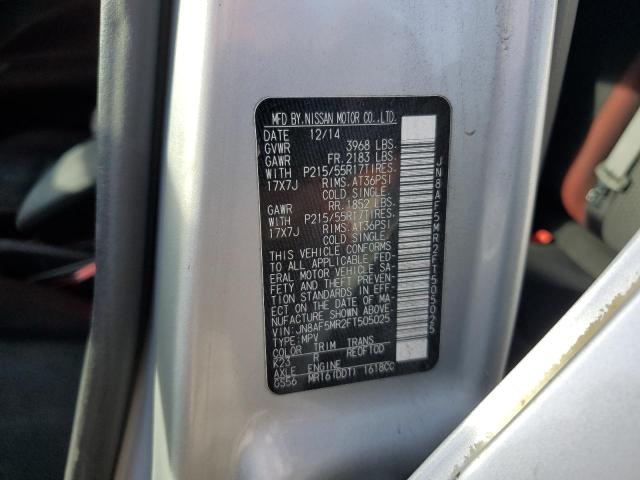 MFD BY.NISSAN MOTOR CO.,LTD.
DATE 12/14
GVWR 3968 LBS.
GAWR FR. 2183 LBS.
WITH P215/55R17TIRES.
17X7J RIMS.AT36PSI
COLD SINGLE.
GAWR RR. 1852 LBS.
WITH P215/55R17TIRES.
17X7J RIMS.AT36PSI
COLD SINGLE.
THIS VEHICLE CONFORMS
TO ALL APPLICABLE FED-
ERAL MOTOR VEHICLE SA-
FETY AND THEFT PREVEN-
TION STANDARDS IN EFF-
ECT ON THE DATE OF MA-
NUFACTURE SHOWN ABOVE.
VIN: JN8AF5MR2FT505025
TYPE: MPV
COLOR TRIM TRANS
K23 R RE0F10D
AXLE ENGINE
GS56 MR16(DDT) 1618CC
JN8AF5MR2FT505025